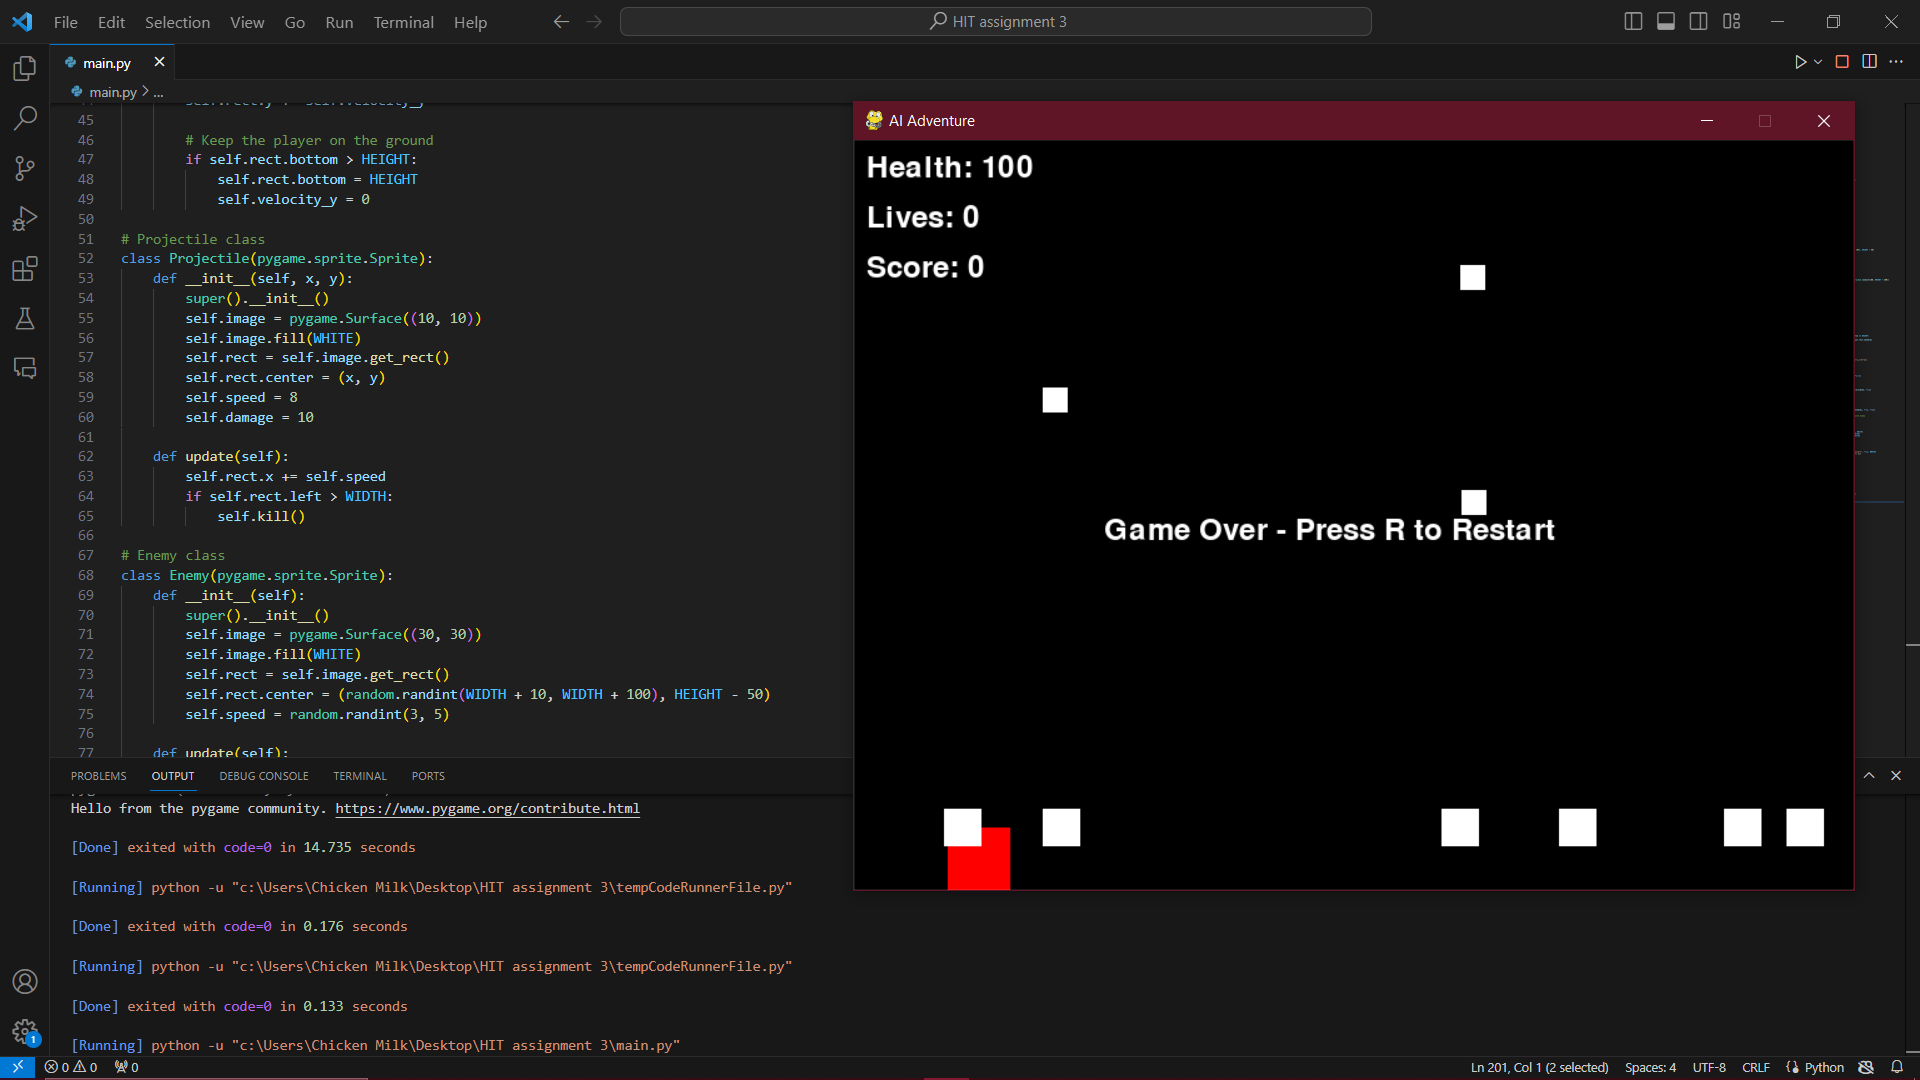 File Edit Selection View Go Run Terminal Help
HIT assignment 3
main.py
main.py > ...
45
46 # Keep the player on the ground
47 if self.rect.bottom > HEIGHT:
48 self.rect.bottom = HEIGHT
49 self.velocity_y = 0
50
51 # Projectile class
52 class Projectile(pygame.sprite.Sprite):
53 def __init__(self, x, y):
54 super().__init__()
55 self.image = pygame.Surface((10, 10))
56 self.image.fill(WHITE)
57 self.rect = self.image.get_rect()
58 self.rect.center = (x, y)
59 self.speed = 8
60 self.damage = 10
61
62 def update(self):
63 self.rect.x += self.speed
64 if self.rect.left > WIDTH:
65 self.kill()
66
67 # Enemy class
68 class Enemy(pygame.sprite.Sprite):
69 def __init__(self):
70 super().__init__()
71 self.image = pygame.Surface((30, 30))
72 self.image.fill(WHITE)
73 self.rect = self.image.get_rect()
74 self.rect.center = (random.randint(WIDTH + 10, WIDTH + 100), HEIGHT - 50)
75 self.speed = random.randint(3, 5)
76
77 def update(self):
AI Adventure
Health: 100
Lives: 0
Score: 0
Game Over - Press R to Restart
PROBLEMS OUTPUT DEBUG CONSOLE TERMINAL PORTS
Hello from the pygame community. https://www.pygame.org/contribute.html
[Done] exited with code=0 in 14.735 seconds
[Running] python -u "c:\Users\Chicken Milk\Desktop\HIT assignment 3\tempCodeRunnerFile.py"
[Done] exited with code=0 in 0.176 seconds
[Running] python -u "c:\Users\Chicken Milk\Desktop\HIT assignment 3\tempCodeRunnerFile.py"
[Done] exited with code=0 in 0.133 seconds
[Running] python -u "c:\Users\Chicken Milk\Desktop\HIT assignment 3\main.py"
1
0 0 0 Ln 201, Col 1 (2 selected) Spaces: 4 UTF-8 CRLF Python